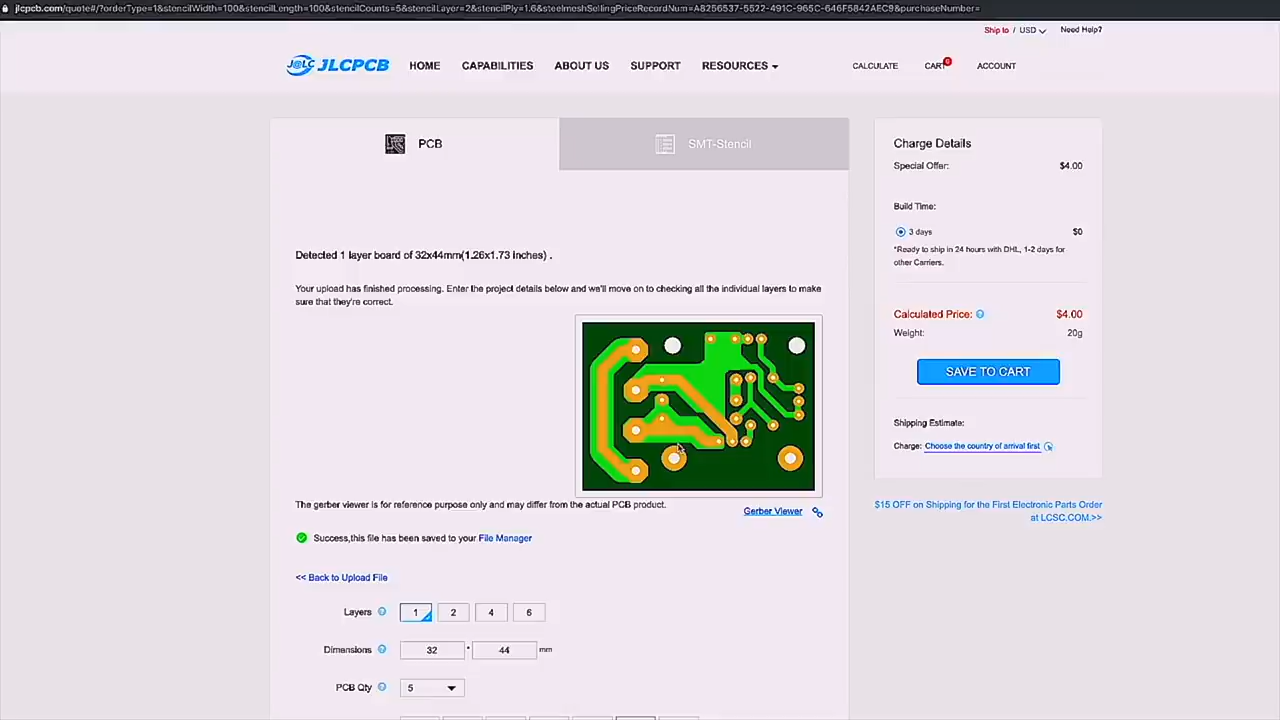 jlcpcb.com/quote#/?orderType=1&stencilWidth=100&stencilLength=100&stencilCounts=5&stencilLayer=2&stencilPly=1.6&steelmeshSellingPriceRecordNum=A8256537-5522-491C-965C-646F5842AEC9&purchaseNumber=
Ship to / USD Need Help?
J@LC JLCPCB HOME CAPABILITIES ABOUT US SUPPORT RESOURCES CALCULATE CART 0 ACCOUNT
PCB SMT-Stencil
Detected 1 layer board of 32x44mm(1.26x1.73 inches) .
Your upload has finished processing. Enter the project details below and we'll move on to checking all the individual layers to make
sure that they're correct.
The gerber viewer is for reference purpose only and may differ from the actual PCB product.
Gerber Viewer
Success,this file has been saved to your File Manager
<< Back to Upload File
Layers 1 2 4 6
Dimensions 32 * 44 mm
PCB Qty 5
Charge Details
Special Offer: $4.00
Build Time:
3 days $0
*Ready to ship in 24 hours with DHL, 1-2 days for
other Carriers.
Calculated Price: $4.00
Weight: 20g
SAVE TO CART
Shipping Estimate:
Charge: Choose the country of arrival first
$15 OFF on Shipping for the First Electronic Parts Order
at LCSC.COM.>>